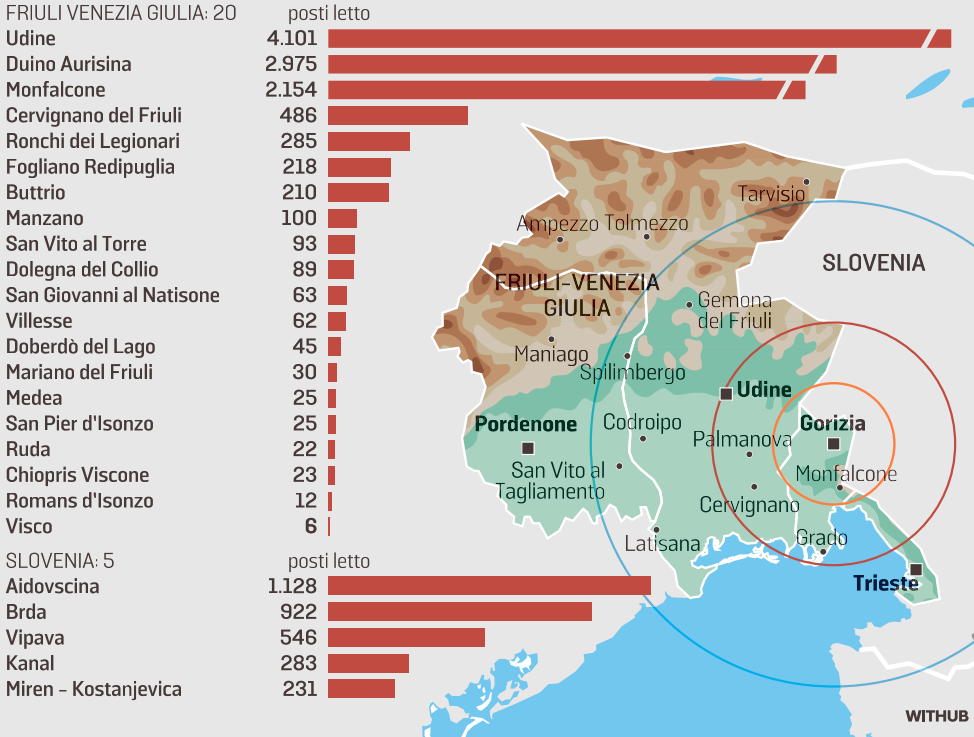 FRIULI VENEZIA GIULIA: 20 posti letto
Udine 4.101
Duino Aurisina 2.975
Monfalcone 2.154
Cervignano del Friuli 486
Ronchi dei Legionari 285
Fogliano Redipuglia 218
Buttrio 210
Manzano 100
San Vito al Torre 93
Dolegna del Collio 89
San Giovanni al Natisone 63
Villesse 62
Doberdò del Lago 45
Mariano del Friuli 30
Medea 25
San Pier d'Isonzo 25
Ruda 22
Chiopris Viscone 23
Romans d'Isonzo 12
Visco 6
SLOVENIA: 5 posti letto
Aidovscina 1.128
Brda 922
Vipava 546
Kanal 283
Miren - Kostanjevica 231
Tarvisio
Ampezzo Tolmezzo
SLOVENIA
FRIULI-VENEZIA
GIULIA
Gemona
del Friuli
Maniago
Spilimbergo
Udine
Pordenone
Codroipo
Gorizia
Palmanova
San Vito al
Tagliamento
Monfalcone
Cervignano
Latisana
Grado
Trieste
WITHUB